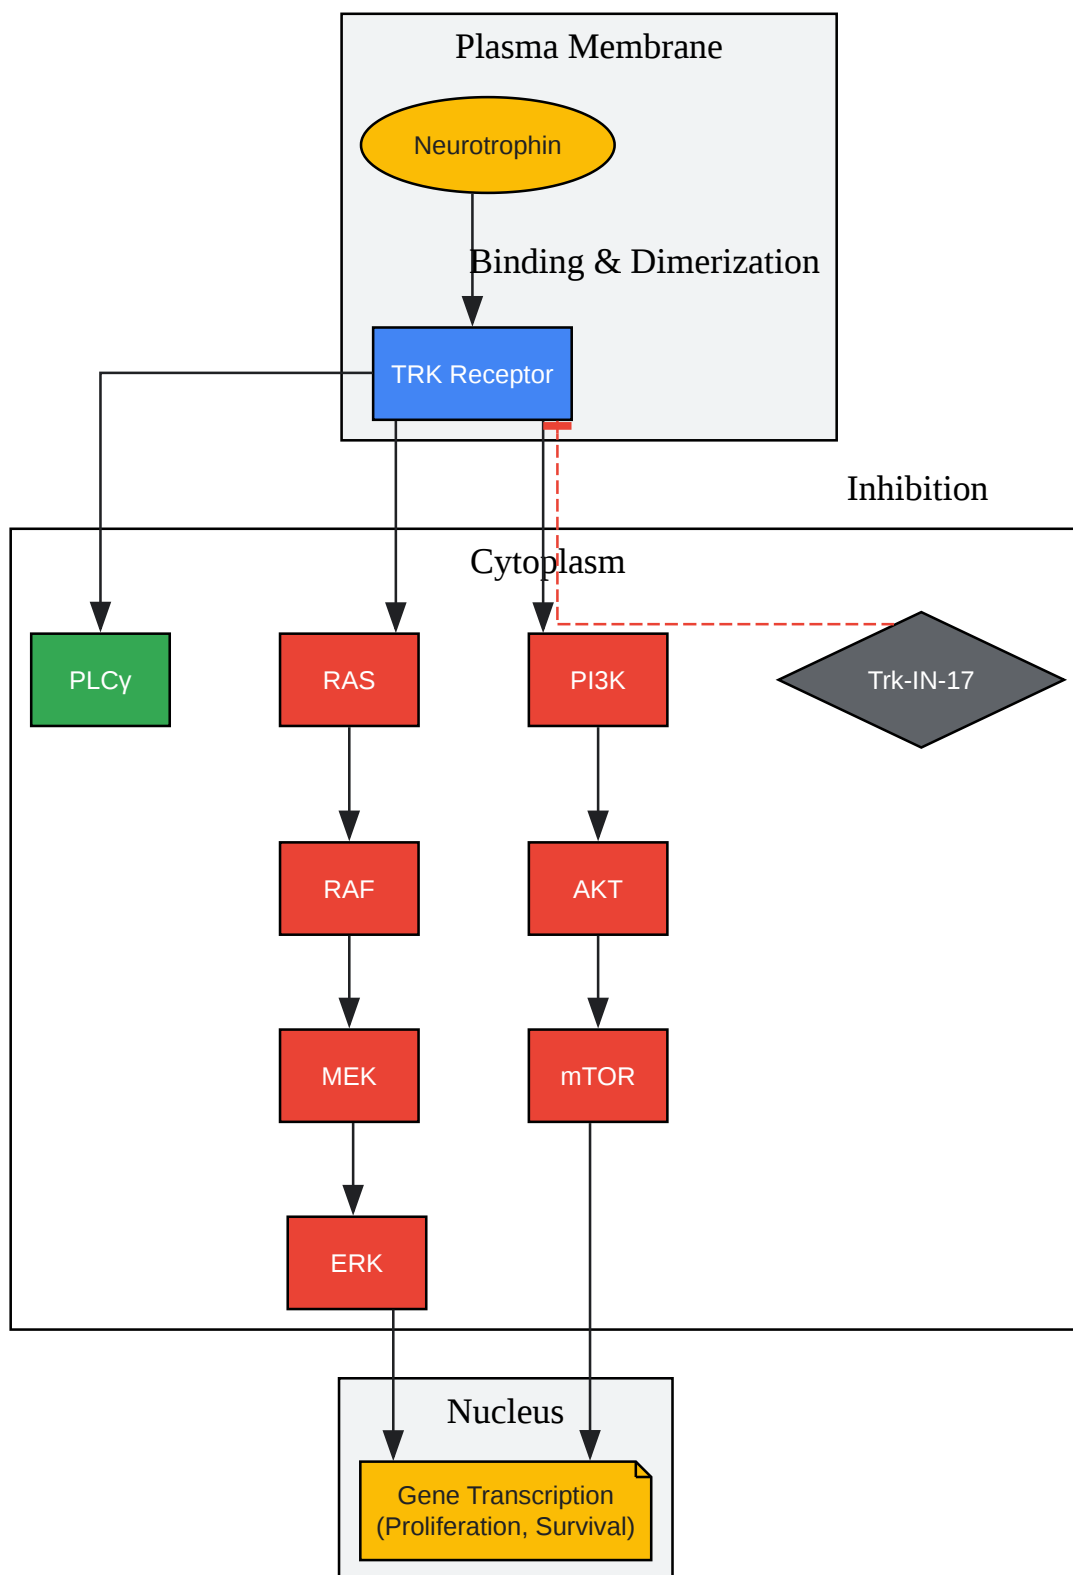 Plasma Membrane
Neurotrophin
Binding & Dimerization
TRK Receptor
Inhibition
Cytoplasm
PLCγ
RAS
PI3K
Trk-IN-17
RAF
AKT
MEK
mTOR
ERK
Nucleus
Gene Transcription
(Proliferation, Survival)